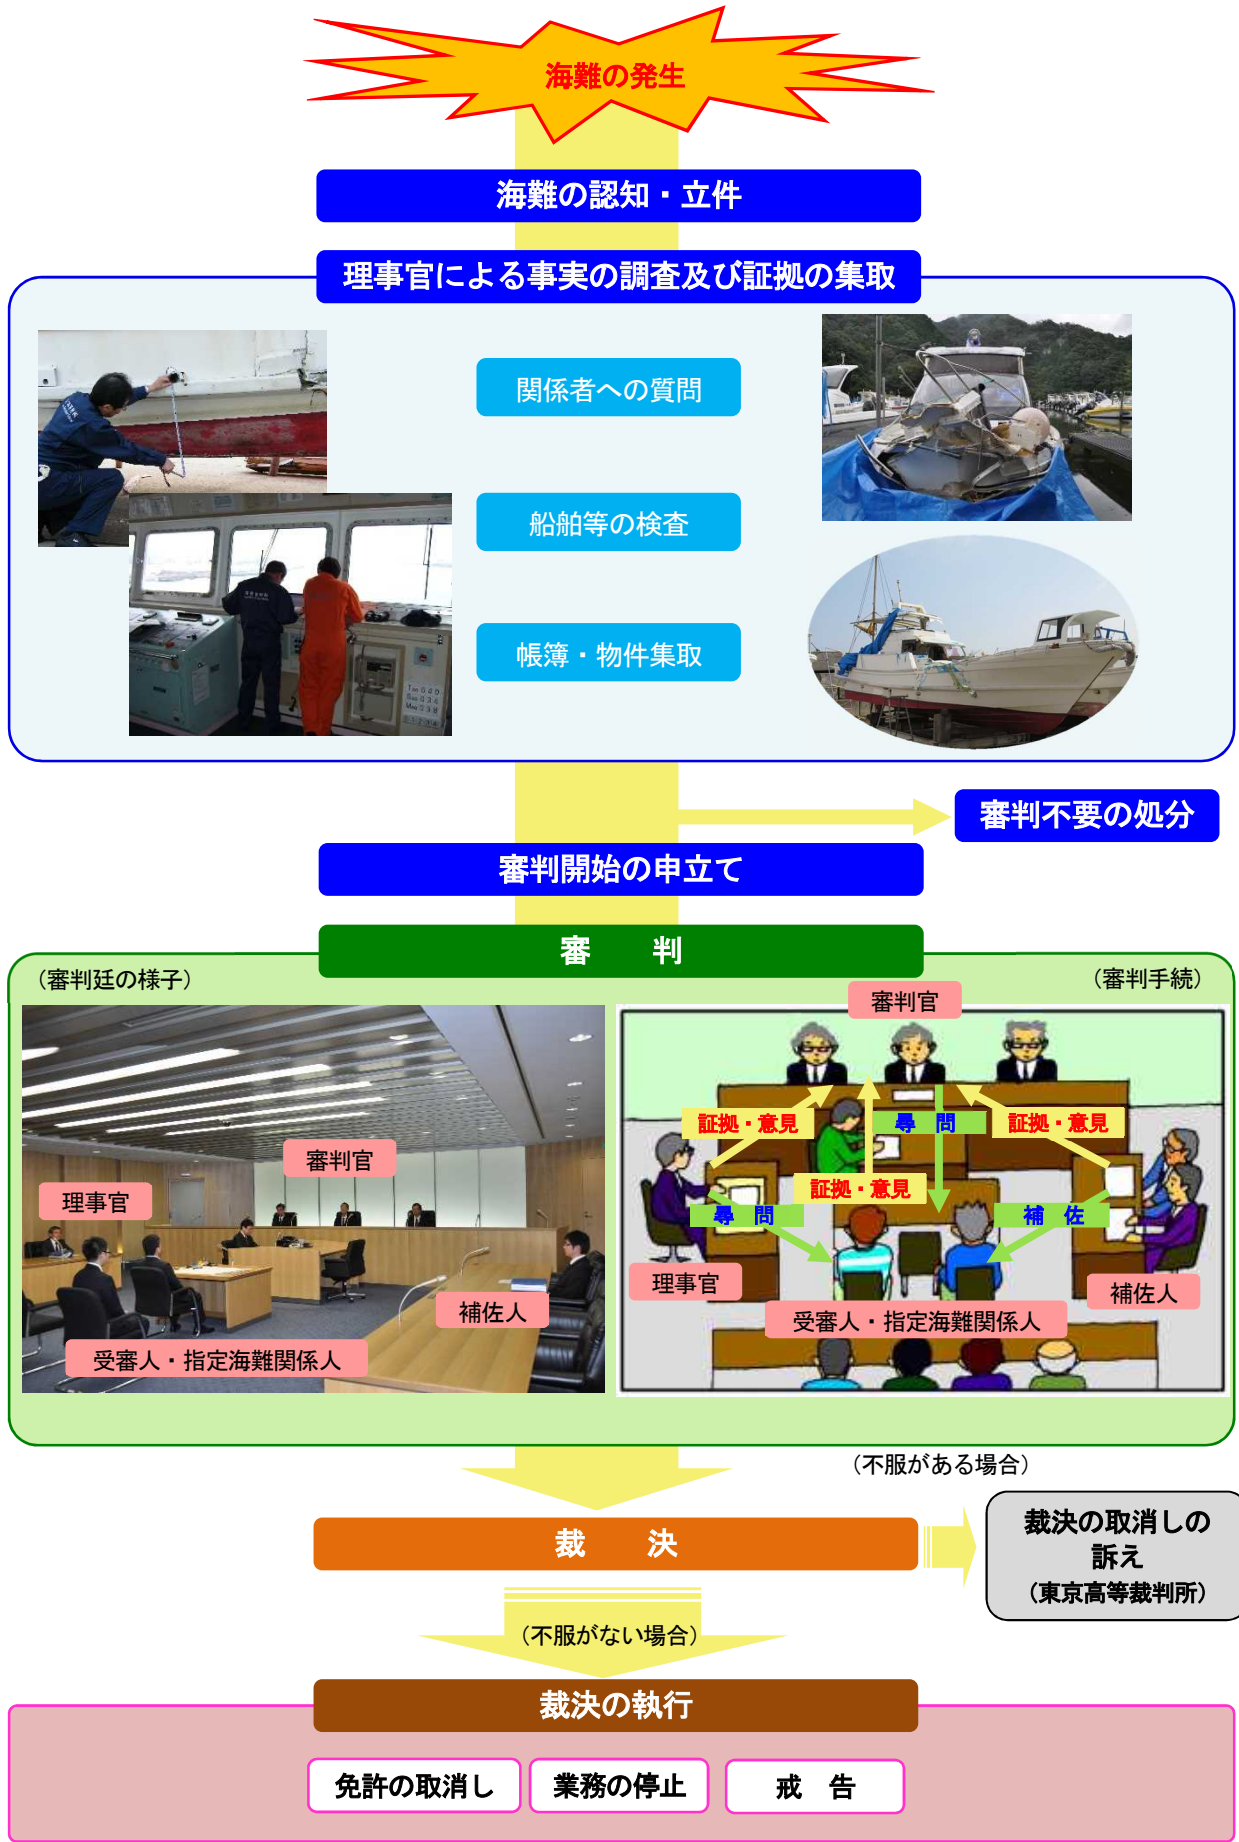 海難の発生
海難の認知・立件
理事官による事実の調査及び証拠の集取
関係者への質問
船舶等の検査
帳簿・物件集取
審判不要の処分
審判開始の申立て
審　判
（審判廷の様子）
（審判手続）
審判官
理事官
補佐人
受審人・指定海難関係人
審判官
証拠・意見
尋　問
証拠・意見
証拠・意見
尋　問
補　佐
理事官
補佐人
受審人・指定海難関係人
（不服がある場合）
裁　決
裁決の取消しの
訴え
（東京高等裁判所）
（不服がない場合）
裁決の執行
免許の取消し
業務の停止
戒　告